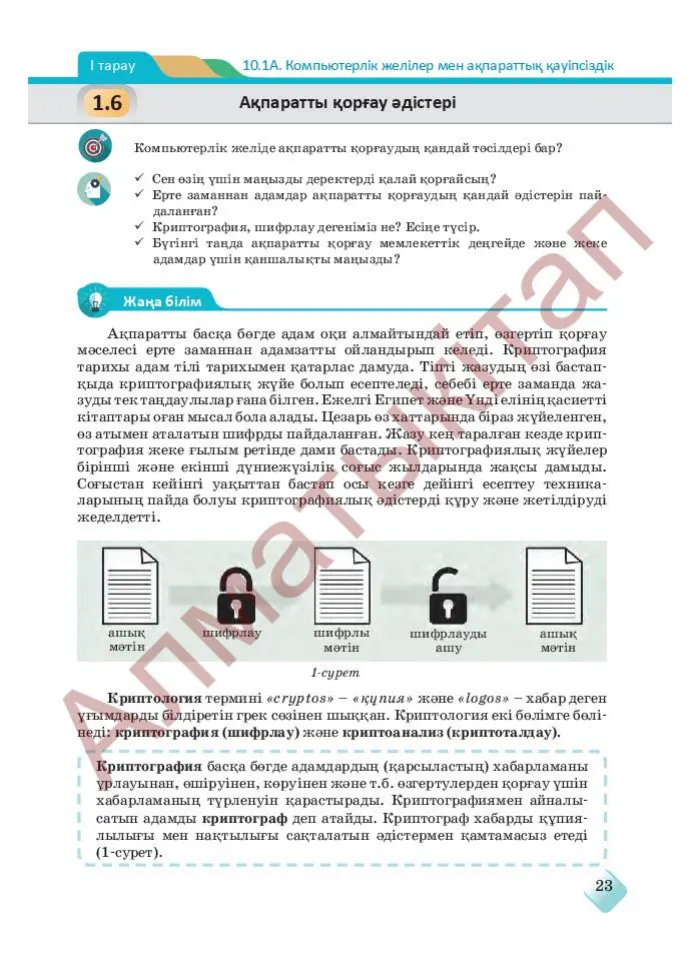 І тарау
10.1А. Компьютерлік желілер мен ақпараттық қауіпсіздік
1.6
Ақпаратты қорғау әдістері
Компьютерлік желіде ақпаратты қорғаудың қандай тәсілдері бар?
✓ Сен өзің үшін маңызды деректерді қалай қорғайсың?
✓ Ерте заманнан адамдар ақпаратты қорғаудың қандай әдістерін пай-
даланған?
✓ Криптография, шифрлау дегеніміз не? Есіңе түсір.
✓ Бүгінгі таңда ақпаратты қорғау мемлекеттік деңгейде және жеке
адамдар үшін қаншалықты маңызды?
Жаңа білім
Ақпаратты басқа бөгде адам оқи алмайтындай етіп, өзгертіп қорғау
мәселесі ерте заманнан адамзатты ойландырып келеді. Криптография
тарихы адам тілі тарихымен қатарлас дамуда. Тіпті жазудың өзі бастап-
қыда криптографиялық жүйе болып есептеледі, себебі ерте заманда жа-
зуды тек таңдаулылар ғана білген. Ежелгі Египет және Үнді елінің қасиетті
кітаптары оған мысал бола алады. Цезарь өз хаттарында біраз жүйеленген,
өз атымен аталатын шифрды пайдаланған. Жазу кең таралған кезде крип-
тография жеке ғылым ретінде дами бастады. Криптографиялық жүйелер
бірінші және екінші дүниежүзілік соғыс жылдарында жақсы дамыды.
Соғыстан кейінгі уақыттан бастап осы кезге дейінгі есептеу техника-
ларының пайда болуы криптографиялық әдістерді құру және жетілдіруді
жеделдетті.
ашық
мәтін
шифрлау
шифрлы
мәтін
шифрлауды
ашу
ашық
мәтін
1-сурет
Криптология термині «cryptos» – «құпия» және «logos» – хабар деген
ұғымдарды білдіретін грек сөзінен шыққан. Криптология екі бөлімге бөлі-
неді: криптография (шифрлау) және криптоанализ (криптоталдау).
Криптография басқа бөгде адамдардың (қарсыластың) хабарламаны
ұрлауынан, өшіруінен, көруінен және т.б. өзгертулерден қорғау үшін
хабарламаның түрленуін қарастырады. Криптографиямен айналы-
сатын адамды криптограф деп атайды. Криптограф хабарды құпия-
лылығы мен нақтылығы сақталатын әдістермен қамтамасыз етеді
(1-сурет).
23
Алматыкітап